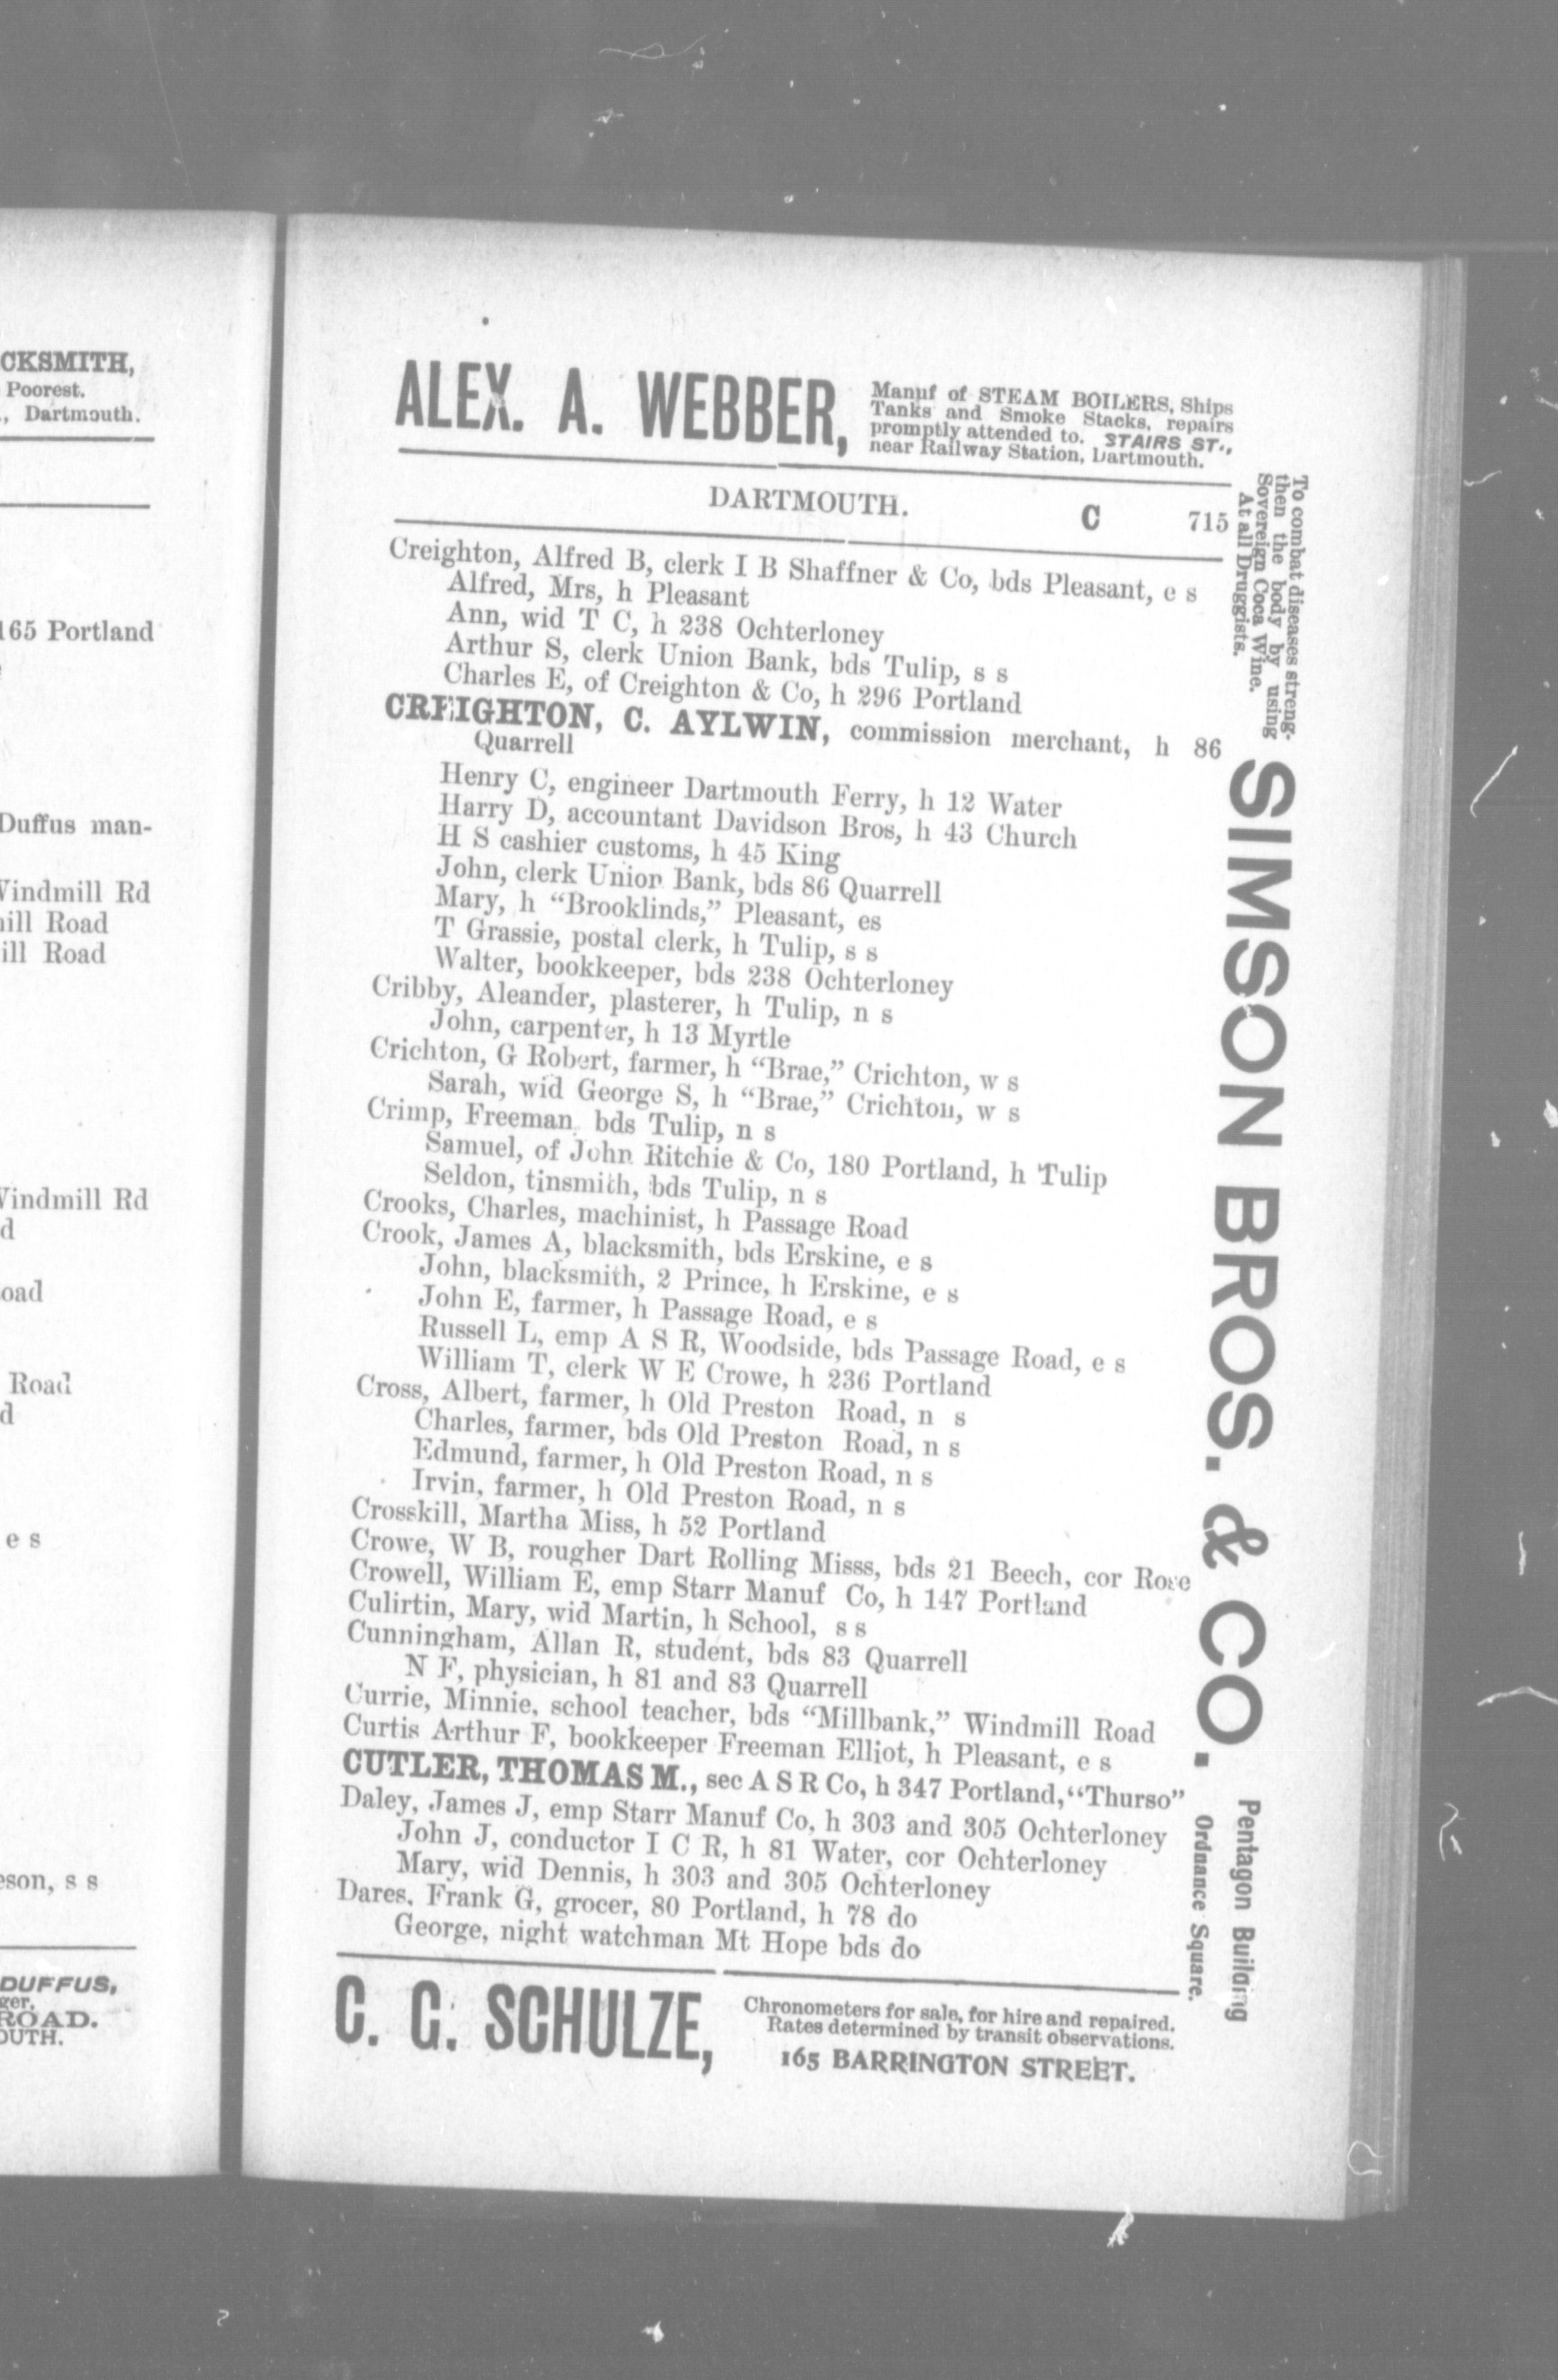 CKSMITH,
Poorest.
., Dartmouth.
165 Portland
Duffus man-
Windmill Rd
ill Road
ill Road
Windmill Rd
d
oad
Road
d
e s
son, s s
DUFFUS,
ger.
ROAD.
OUTH.
ALEX. A. WEBBER,
Manuf of STEAM BOILERS, Ships
Tanks and Smoke Stacks, repairs
promptly attended to. STAIRS ST.,
near Railway Station, Dartmouth.
DARTMOUTH. C 715
Creighton, Alfred B, clerk I B Shaffner & Co, bds Pleasant, e s
Alfred, Mrs, h Pleasant
Ann, wid T C, h 238 Ochterloney
Arthur S, clerk Union Bank, bds Tulip, s s
Charles E, of Creighton & Co, h 296 Portland
CREIGHTON, C. AYLWIN, commission merchant, h 86
Quarrell
Henry C, engineer Dartmouth Ferry, h 12 Water
Harry D, accountant Davidson Bros, h 43 Church
H S cashier customs, h 45 King
John, clerk Union Bank, bds 86 Quarrell
Mary, h “Brooklinds,” Pleasant, es
T Grassie, postal clerk, h Tulip, s s
Walter, bookkeeper, bds 238 Ochterloney
Cribby, Aleander, plasterer, h Tulip, n s
John, carpenter, h 13 Myrtle
Crichton, G Robert, farmer, h “Brae,” Crichton, w s
Sarah, wid George S, h “Brae,” Crichton, w s
Crimp, Freeman, bds Tulip, n s
Samuel, of John Ritchie & Co, 180 Portland, h Tulip
Seldon, tinsmith, bds Tulip, n s
Crooks, Charles, machinist, h Passage Road
Crook, James A, blacksmith, bds Erskine, e s
John, blacksmith, 2 Prince, h Erskine, e s
John E, farmer, h Passage Road, e s
Russell L, emp A S R, Woodside, bds Passage Road, e s
William T, clerk W E Crowe, h 236 Portland
Cross, Albert, farmer, h Old Preston Road, n s
Charles, farmer, bds Old Preston Road, n s
Edmund, farmer, h Old Preston Road, n s
Irvin, farmer, h Old Preston Road, n s
Crosskill, Martha Miss, h 52 Portland
Crowe, W B, rougher Dart Rolling Misss, bds 21 Beech, cor Rose
Crowell, William E, emp Starr Manuf Co, h 147 Portland
Culirtin, Mary, wid Martin, h School, s s
Cunningham, Allan R, student, bds 83 Quarrell
N F, physician, h 81 and 83 Quarrell
Currie, Minnie, school teacher, bds “Millbank,” Windmill Road
Curtis Arthur F, bookkeeper Freeman Elliot, h Pleasant, e s
CUTLER, THOMAS M., sec A S R Co, h 347 Portland, “Thurso”
Daley, James J, emp Starr Manuf Co, h 303 and 305 Ochterloney
John J, conductor I C R, h 81 Water, cor Ochterloney
Mary, wid Dennis, h 303 and 305 Ochterloney
Dares, Frank G, grocer, 80 Portland, h 78 do
George, night watchman Mt Hope bds do
C. G. SCHULZE,
Chronometers for sale, for hire and repaired.
Rates determined by transit observations.
165 BARRINGTON STREET.
To combat diseases streng-
then the body by using
Sovereign Coca Wine.
At all Druggists.
SIMSON BROS. & CO.
Pentagon Building
Ordnance Square.